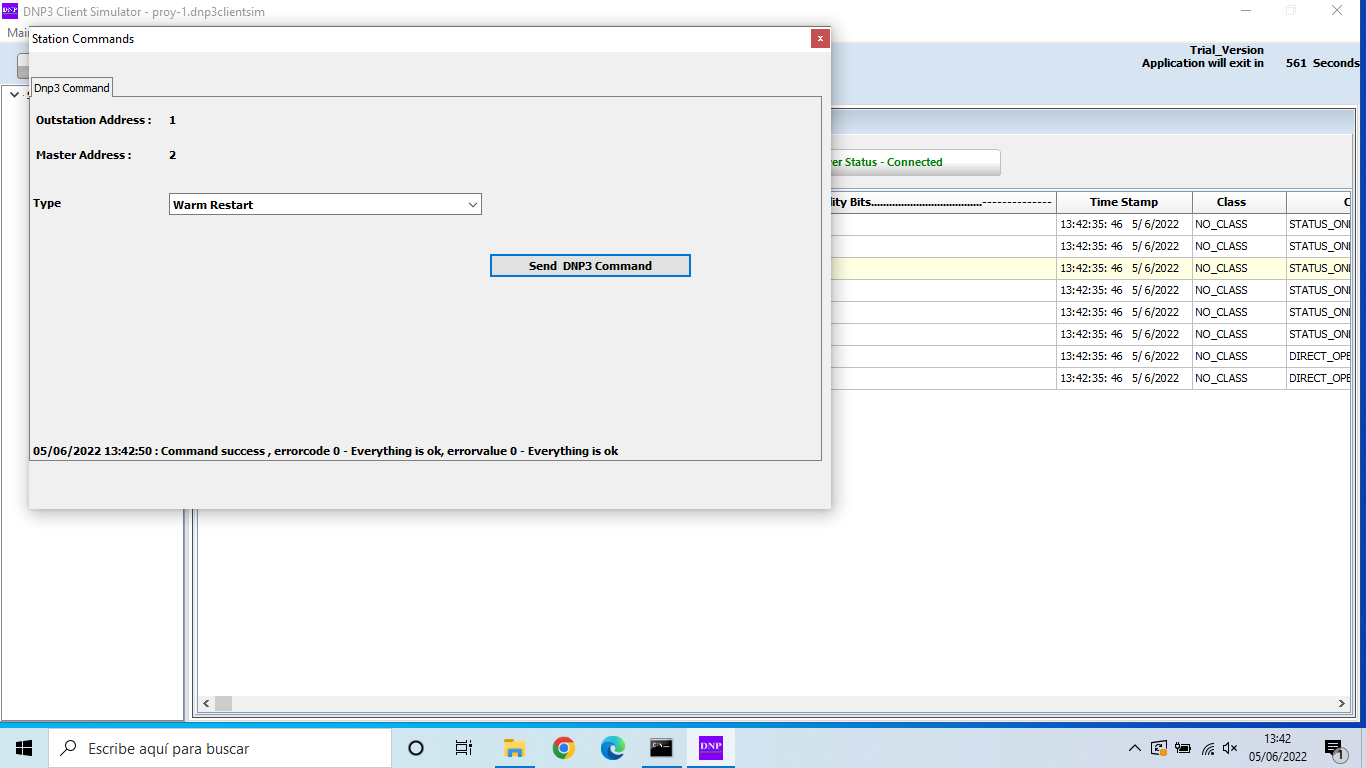 DNP DNP3 Client Simulator - proy-1.dnp3clientsim
Mai
Station Commands
x
Trial_Version
Application will exit in 561 Seconds
Dnp3 Command
Outstation Address : 1
Master Address : 2
Type Warm Restart
Send DNP3 Command
05/06/2022 13:42:50 : Command success , errorcode 0 - Everything is ok, errorvalue 0 - Everything is ok
er Status - Connected
lity Bits....................................-------------- Time Stamp Class C
13:42:35: 46 5/ 6/2022 NO_CLASS STATUS_ONL
13:42:35: 46 5/ 6/2022 NO_CLASS STATUS_ONL
13:42:35: 46 5/ 6/2022 NO_CLASS STATUS_ONL
13:42:35: 46 5/ 6/2022 NO_CLASS STATUS_ONL
13:42:35: 46 5/ 6/2022 NO_CLASS STATUS_ONL
13:42:35: 46 5/ 6/2022 NO_CLASS STATUS_ONL
13:42:35: 46 5/ 6/2022 NO_CLASS DIRECT_OPE
13:42:35: 46 5/ 6/2022 NO_CLASS DIRECT_OPE
Escribe aquí para buscar
DNP
13:42
05/06/2022
1